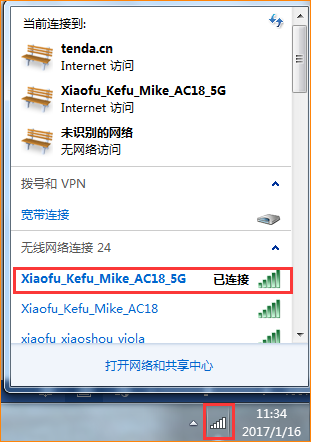 当前连接到:
tenda.cn
Internet 访问
Xiaofu_Kefu_Mike_AC18_5G
Internet 访问
未识别的网络
无网络访问
拨号和 VPN
宽带连接
无线网络连接 24
Xiaofu_Kefu_Mike_AC18_5G 已连接
Xiaofu_Kefu_Mike_AC18
xiaofu xiaoshou viola
打开网络和共享中心
11:34
2017/1/16